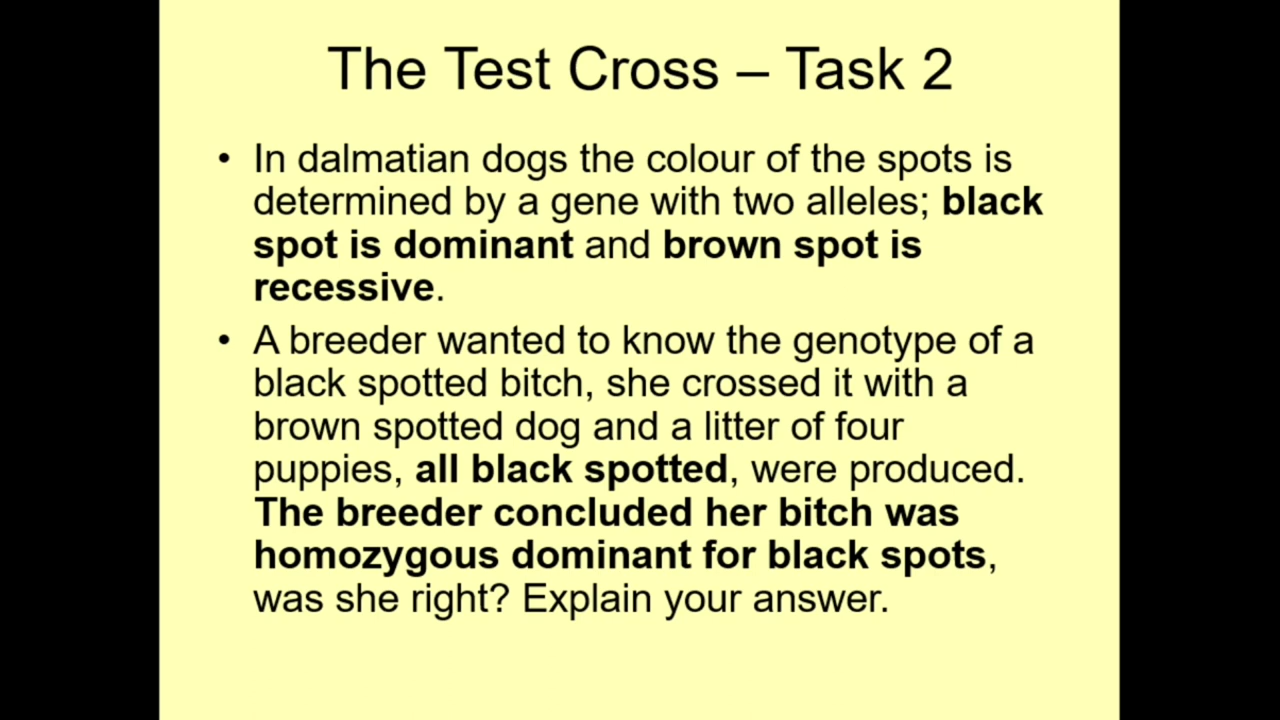 The Test Cross – Task 2
• In dalmatian dogs the colour of the spots is
determined by a gene with two alleles; black
spot is dominant and brown spot is
recessive.
• A breeder wanted to know the genotype of a
black spotted bitch, she crossed it with a
brown spotted dog and a litter of four
puppies, all black spotted, were produced.
The breeder concluded her bitch was
homozygous dominant for black spots,
was she right? Explain your answer.